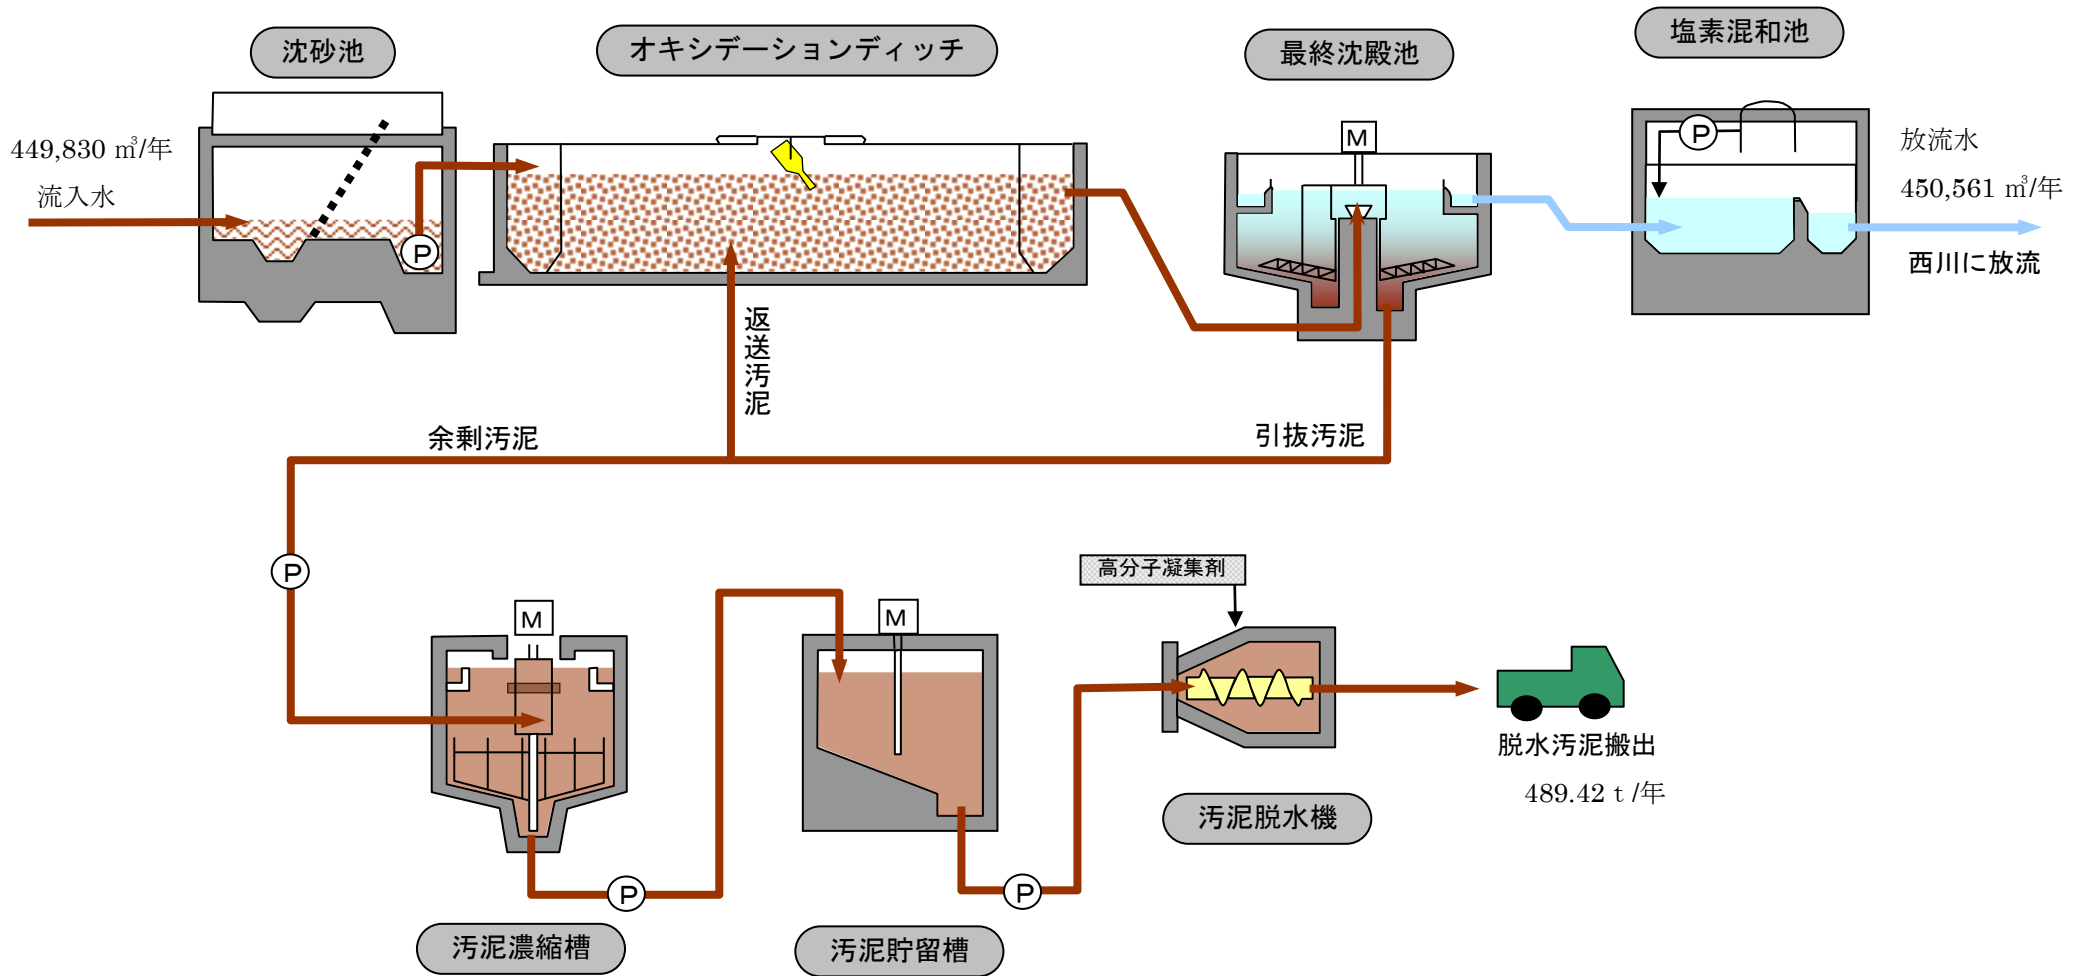 沈砂池
オキシデーションディッチ
最終沈殿池
塩素混和池
449,830 ㎥/年
流入水
P
M
P
放流水
450,561 ㎥/年
西川に放流
P
返送汚泥
余剰汚泥
引抜汚泥
P
M
M
高分子凝集剤
脱水汚泥搬出
489.42 t /年
汚泥脱水機
P
P
汚泥濃縮槽
汚泥貯留槽